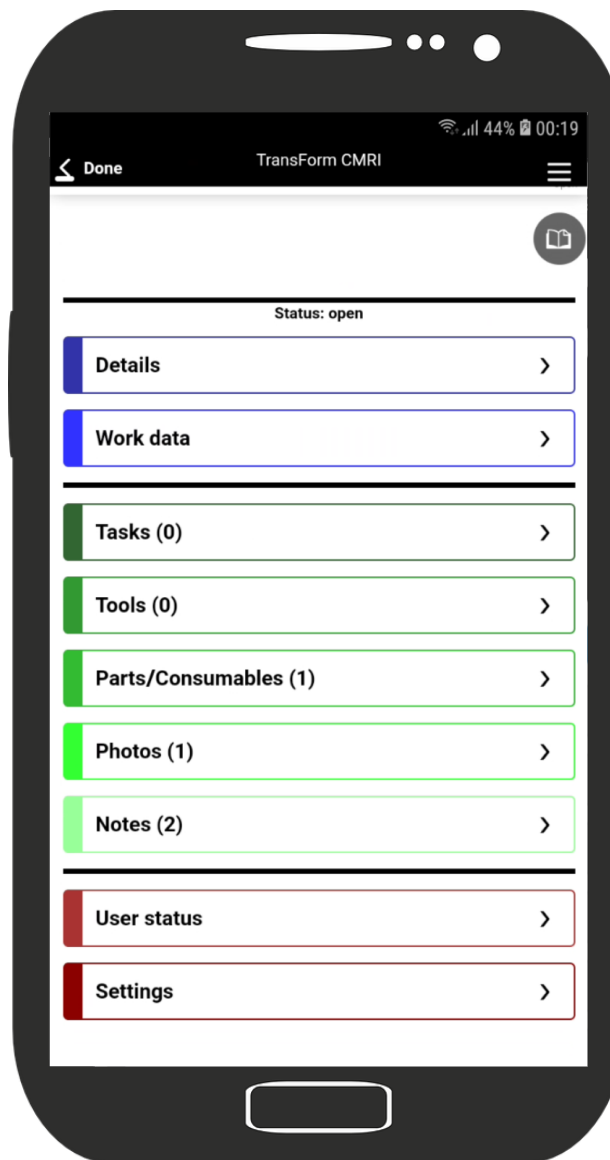 44% 00:19
Done TransForm CMRI
Status: open
Details
Work data
Tasks (0)
Tools (0)
Parts/Consumables (1)
Photos (1)
Notes (2)
User status
Settings